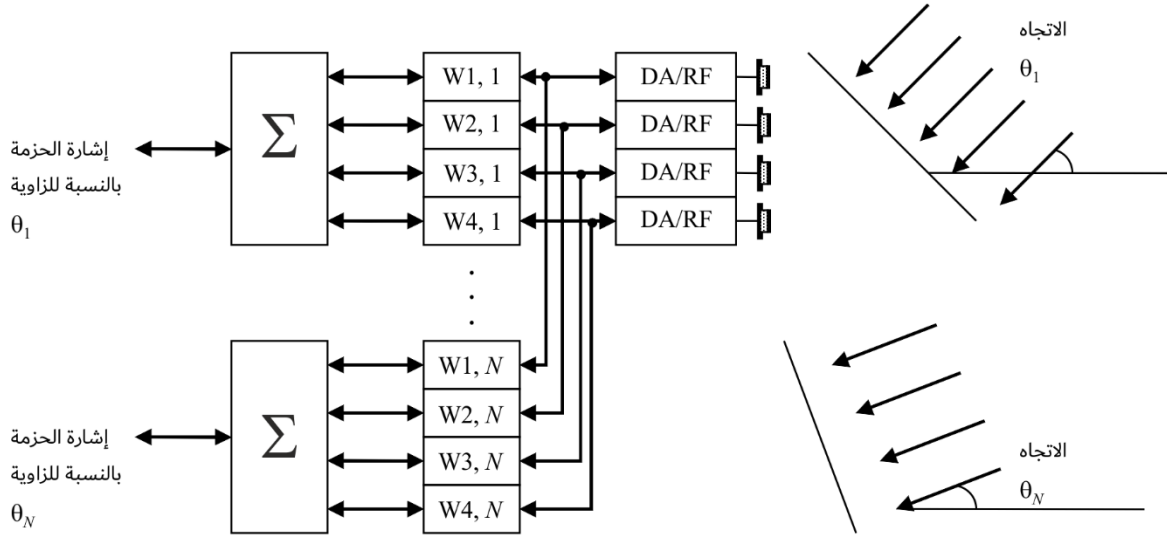 الاتجاه
θ1
W1, 1
DA/RF
W2, 1
DA/RF
Σ
W3, 1
DA/RF
W4, 1
DA/RF
إشارة الحزمة
بالنسبة للزاوية
θ1
.
.
.
W1, N
W2, N
Σ
W3, N
W4, N
إشارة الحزمة
بالنسبة للزاوية
θN
الاتجاه
θN